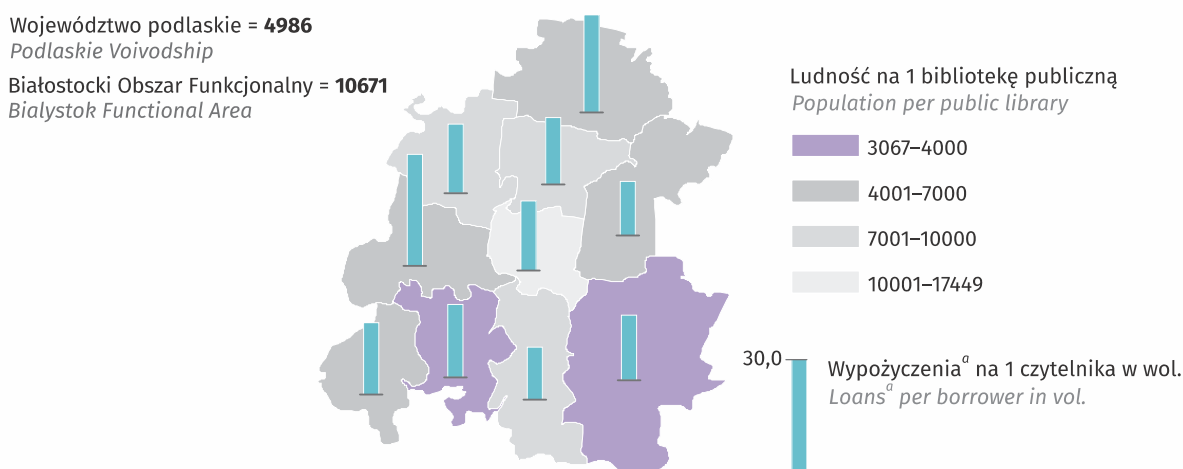 Województwo podlaskie = 4986
Podlaskie Voivodship
Białostocki Obszar Funkcjonalny = 10671
Bialystok Functional Area
Ludność na 1 bibliotekę publiczną
Population per public library
3067–4000
4001–7000
7001–10000
10001–17449
30,0
Wypożyczeniaᵃ na 1 czytelnika w wol.
Loansᵃ per borrower in vol.